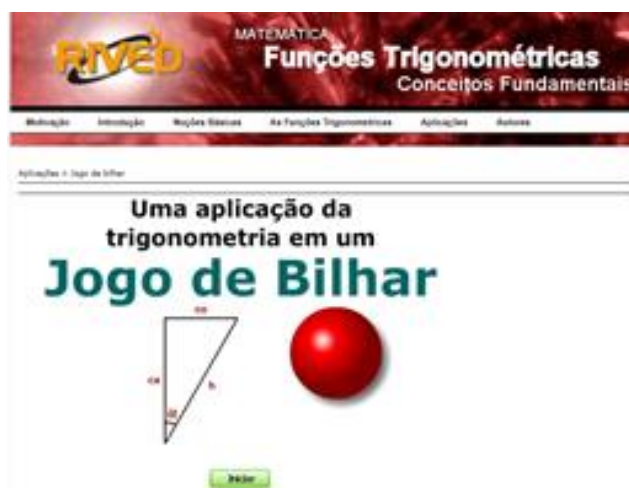 RIVED
MATEMÁTICA
Funções Trigonométricas
Conceitos Fundamentais
Motivação Introdução Noções Básicas As Funções Trigonometricas Aplicações Autores
Aplicações > Jogo de bilhar
Uma aplicação da
trigonometria em um
Jogo de Bilhar
co
ca
h
Iniciar